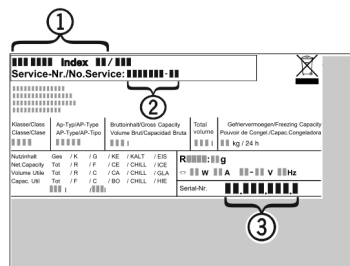 1
Index /
Service-Nr./No.Service: -
2
Klasse/Class Ag-Typ/AP-Type Bruttoinhalt/Gross Capacity Total Gefriervermoegen/Freezing Capacity
Classe/Clase AP-Type/AP-Tipo Volume Brut/Capacidad Bruta volume Pouvoir de Congel./Capac.Congeladora
l l kg / 24 h
Nutzinhalt Ges / K / G / KE / KALT / EIS
Net.Capacity Tot / R / F / CE / CHILL / ICE
Volume Utile Tot / R / C / CA / CHILL / GLA
Capac. Util Tot / F / C / BO / CHILL / HIE
l / l
R : g
W A - V Hz
Serial-Nr.
3